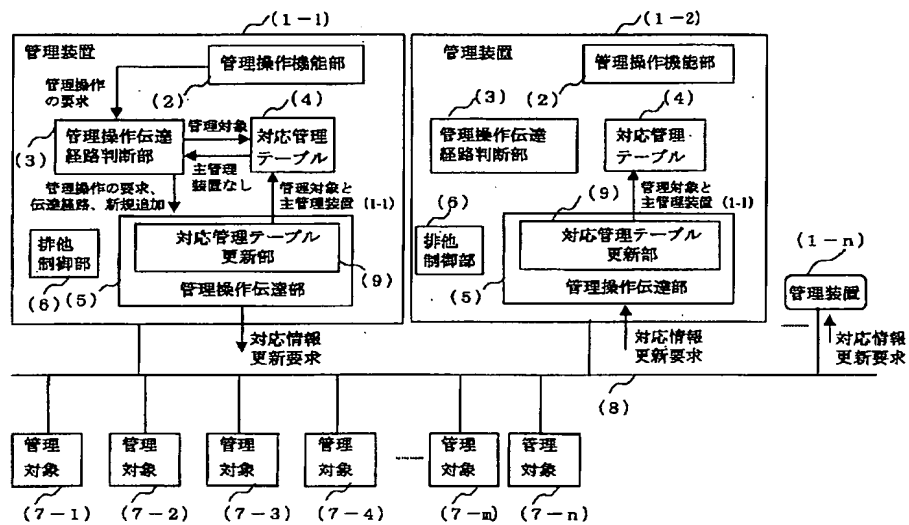 (1-1)
管理装置
管理操作機能部
(2)
管理操作
の要求
(4)
管理対象
対応管理
テーブル
管理操作伝達
経路判断部
(3)
主管理
装置なし
管理操作の要求、
伝達経路、新規追加
管理対象と
主管理装置 (1-1)
排他
制御部
(6)
対応管理テーブル
更新部
(9)
(5)
管理操作伝達部
対応情報
更新要求
(1-2)
管理装置
管理操作機能部
(2)
(3)
(4)
管理操作伝達
経路判断部
対応管理
テーブル
(9)
管理対象と
主管理装置 (1-1)
(6)
排他
制御部
対応管理テーブル
更新部
(5)
管理操作伝達部
対応情報
更新要求
(1-n)
管理装置
対応情報
更新要求
(8)
管理
対象
(7-1)
管理
対象
(7-2)
管理
対象
(7-3)
管理
対象
(7-4)
管理
対象
(7-m)
管理
対象
(7-n)